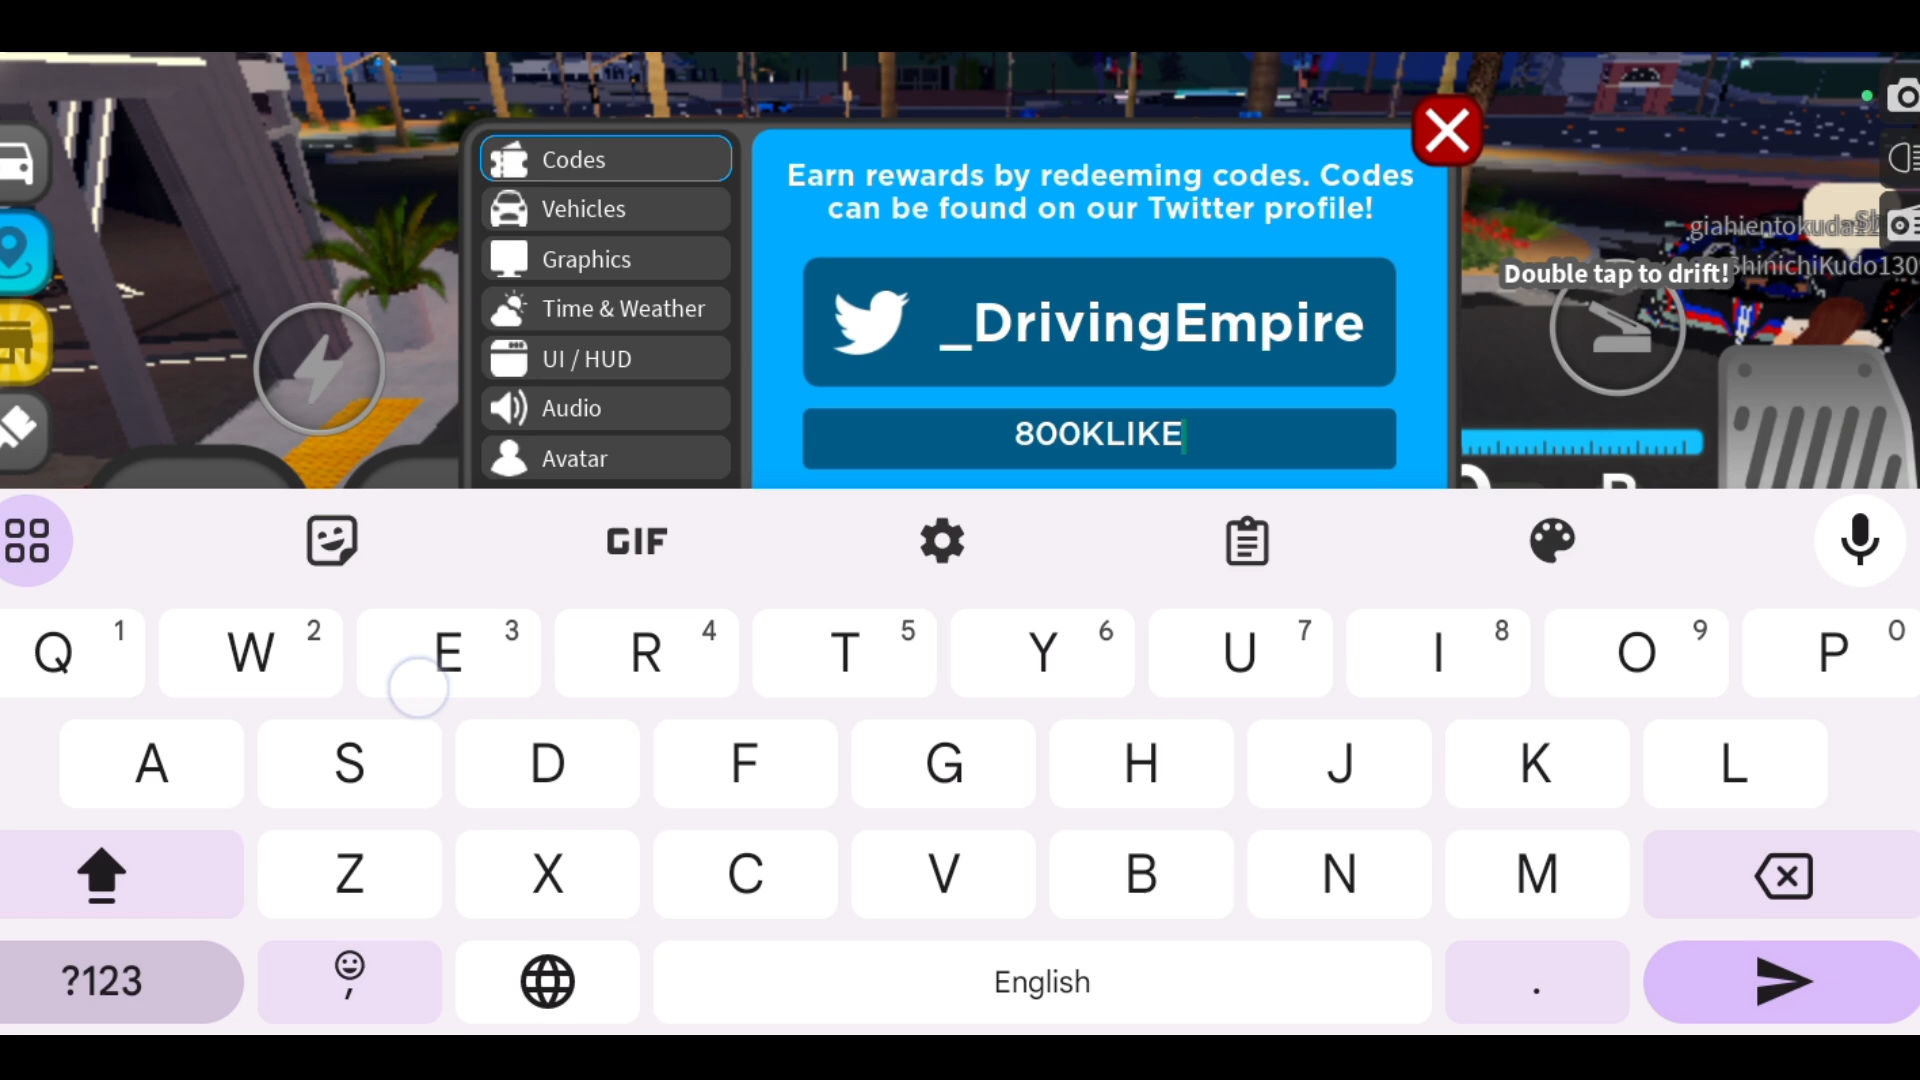 Codes
Vehicles
Graphics
Time & Weather
UI / HUD
Audio
Avatar
Earn rewards by redeeming codes. Codes
can be found on our Twitter profile!
_DrivingEmpire
800KLIKE
Double tap to drift!
GIF
Q 1 W 2 E 3 R 4 T 5 Y 6 U 7 I 8 O 9 P 0
A S D F G H J K L
Z X C V B N M
?123 , English .